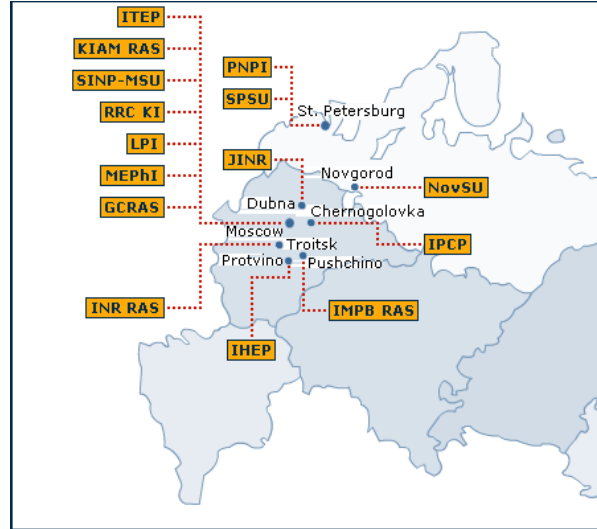 ITEP
KIAM RAS
SINP-MSU
RRC KI
LPI
MEPhI
GCRAS
PNPI
SPSU
St. Petersburg
JINR
Novgorod
NovSU
Dubna
Chernogolovka
Moscow
IPCP
Troitsk
Protvino
Pushchino
INR RAS
IMPB RAS
IHEP